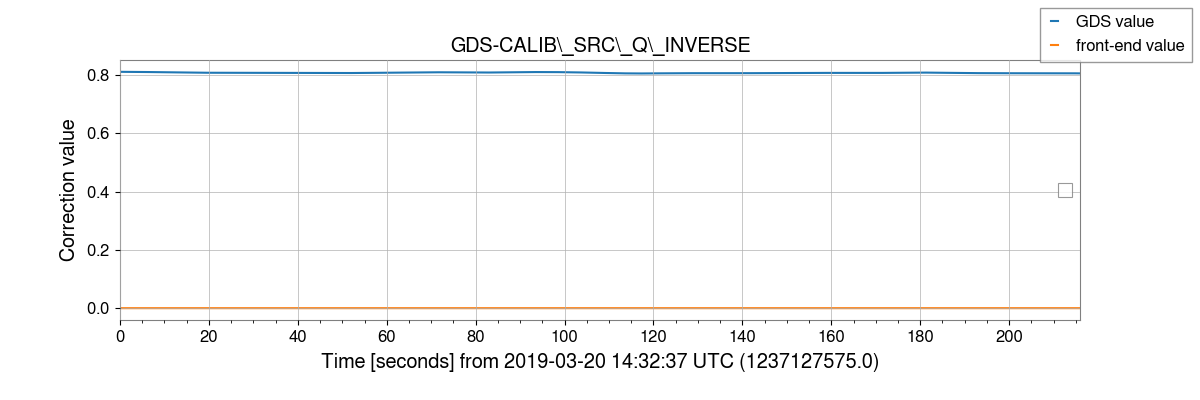 GDS value
front-end value
GDS-CALIB\_SRC\_Q\_INVERSE
Correction value
0.8
0.6
0.4
0.2
0.0
0 20 40 60 80 100 120 140 160 180 200
Time [seconds] from 2019-03-20 14:32:37 UTC (1237127575.0)